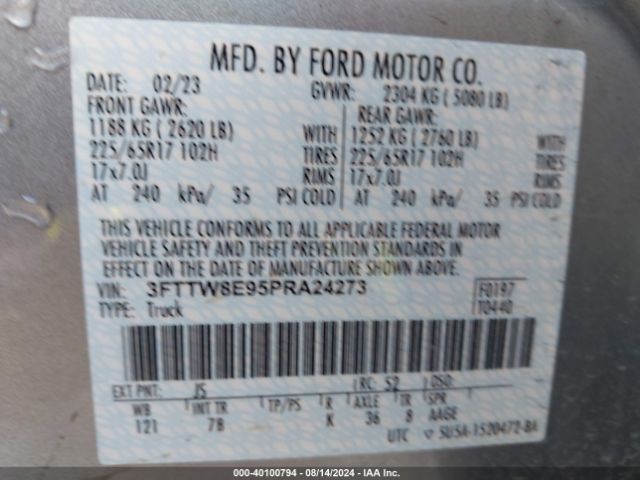 MFD. BY FORD MOTOR CO.
DATE: 02/23 GVWR: 2304 KG ( 5080 LB)
FRONT GAWR: REAR GAWR:
1188 KG ( 2620 LB) WITH 1252 KG ( 2760 LB) WITH
225/65R17 102H TIRES 225/65R17 102H TIRES
17x7.0J RIMS 17x7.0J RIMS
AT 240 kPa/ 35 PSI COLD AT 240 kPa/ 35 PSI COLD
THIS VEHICLE CONFORMS TO ALL APPLICABLE FEDERAL MOTOR
VEHICLE SAFETY AND THEFT PREVENTION STANDARDS IN
EFFECT ON THE DATE OF MANUFACTURE SHOWN ABOVE.
VIN: 3FTTW8E95PRA24273 F0197
TYPE: Truck T0440
EXT PNT: JS RC: 52 DSO:
WB INT TR TP/PS R AXLE TR SPR
121 7B K 36 8 AAGE
UTC ▽ SU5A-1520472-BA
000-40100794 - 08/14/2024 - IAA Inc.